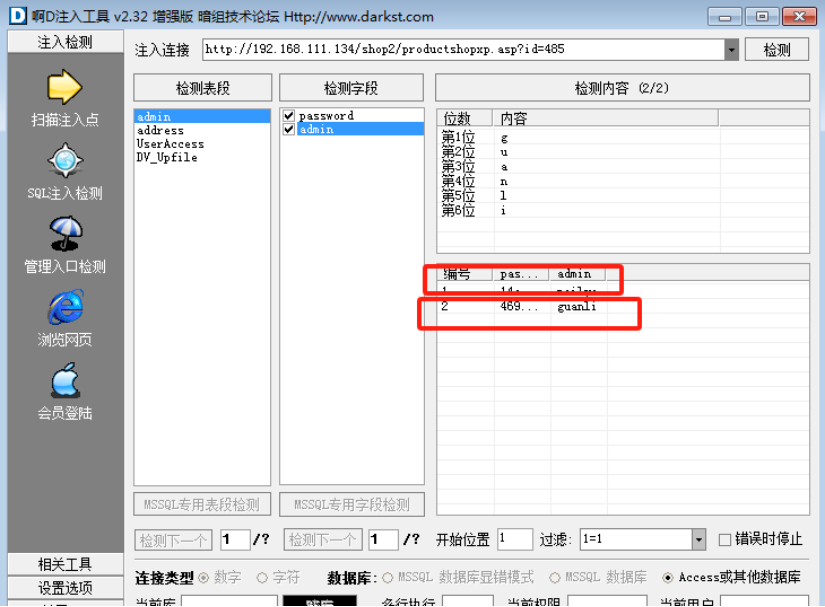 啊D注入工具 v2.32 增强版 暗组技术论坛 Http://www.darkst.com
注入检测
注入连接 http://192.168.111.134/shop2/productshopxp.asp?id=485 检测
扫描注入点
SQL注入检测
管理入口检测
浏览网页
会员登陆
检测表段 检测字段 检测内容 (2/2)
admin
address
UserAccess
DV_Upfile
password
admin
位数 内容
第1位 g
第2位 u
第3位 a
第4位 n
第5位 l
第6位 i
编号 pas... admin
1
2 469... guanli
MSSQL专用表段检测 MSSQL专用字段检测
检测下一个 1 /? 检测下一个 1 /? 开始位置 1 过滤: 1=1 错误时停止
相关工具
设置选项
连接类型 数字 字符 数据库: MSSQL 数据库显错模式 MSSQL 数据库 Access或其他数据库
当前库 多行执行 当前权限 当前用户